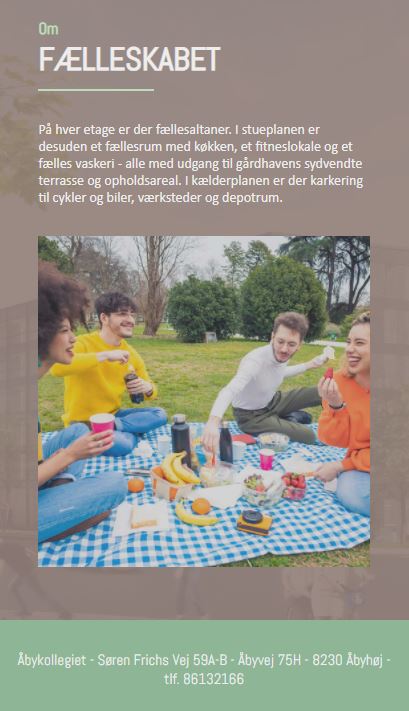 Om
FÆLLESKABET
På hver etage er der fællesaltaner. I stueplanen er
desuden et fællesrum med køkken, et fitneslokale og et
fælles vaskeri - alle med udgang til gårdhavens sydvendte
terrasse og opholdsareal. I kælderplanen er der karkering
til cykler og biler, værksteder og depotrum.
Åbykollegiet - Søren Frichs Vej 59A-B - Åbyvej 75H - 8230 Åbyhøj -
tlf. 86132166